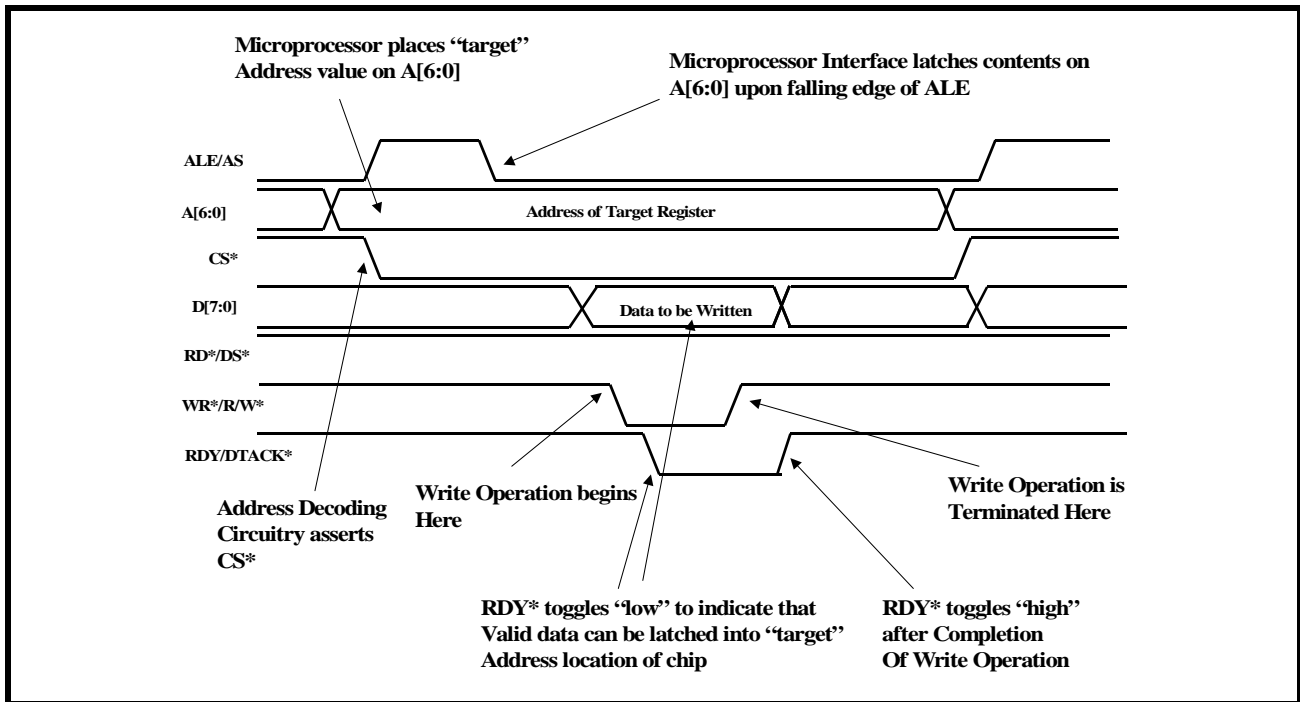 Microprocessor places “target”
Address value on A[6:0]
Microprocessor Interface latches contents on
A[6:0] upon falling edge of ALE
ALE/AS
A[6:0]
Address of Target Register
CS*
D[7:0]
Data to be Written
RD*/DS*
WR*/R/W*
RDY/DTACK*
Address Decoding
Circuitry asserts
CS*
Write Operation begins
Here
Write Operation is
Terminated Here
RDY* toggles “low” to indicate that
Valid data can be latched into “target”
Address location of chip
RDY* toggles “high”
after Completion
Of Write Operation